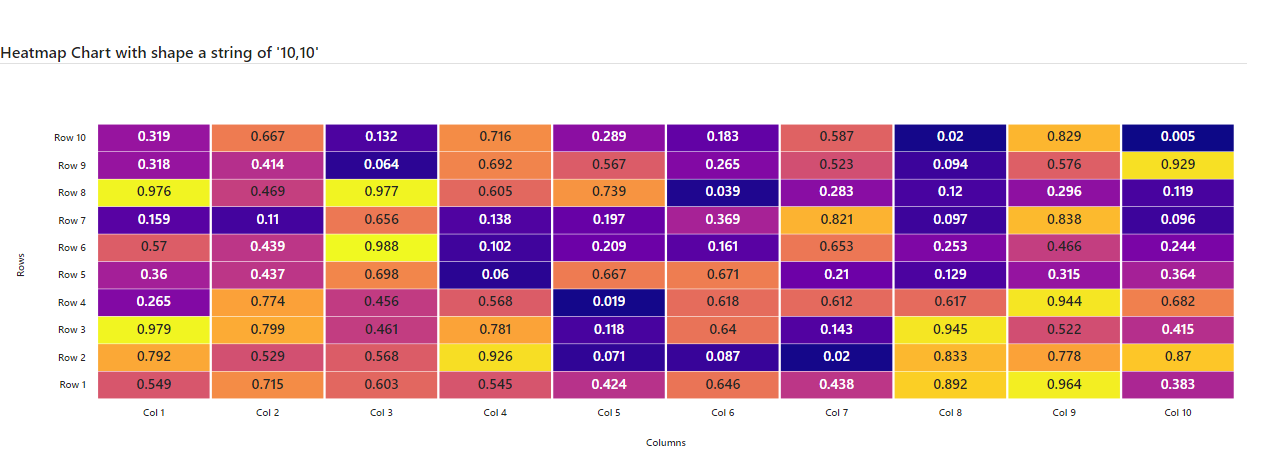 Heatmap Chart with shape a string of '10,10'
Row 10 0.319 0.667 0.132 0.716 0.289 0.183 0.587 0.02 0.829 0.005
Row 9 0.318 0.414 0.064 0.692 0.567 0.265 0.523 0.094 0.576 0.929
Row 8 0.976 0.469 0.977 0.605 0.739 0.039 0.283 0.12 0.296 0.119
Row 7 0.159 0.11 0.656 0.138 0.197 0.369 0.821 0.097 0.838 0.096
Row 6 0.57 0.439 0.988 0.102 0.209 0.161 0.653 0.253 0.466 0.244
Rows
Row 5 0.36 0.437 0.698 0.06 0.667 0.671 0.21 0.129 0.315 0.364
Row 4 0.265 0.774 0.456 0.568 0.019 0.618 0.612 0.617 0.944 0.682
Row 3 0.979 0.799 0.461 0.781 0.118 0.64 0.143 0.945 0.522 0.415
Row 2 0.792 0.529 0.568 0.926 0.071 0.087 0.02 0.833 0.778 0.87
Row 1 0.549 0.715 0.603 0.545 0.424 0.646 0.438 0.892 0.964 0.383
Col 1 Col 2 Col 3 Col 4 Col 5 Col 6 Col 7 Col 8 Col 9 Col 10
Columns